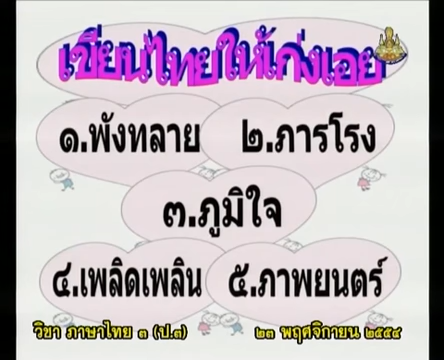 เขียนไทยให้เก่งเอย
๑.พังทลาย ๒.ภารโรง
๓.ภูมิใจ
๔.เพลิดเพลิน ๕.ภาพยนตร์
วิชา ภาษาไทย ๓ (ป.๓) ๒๓ พฤศจิกายน ๒๕๕๔